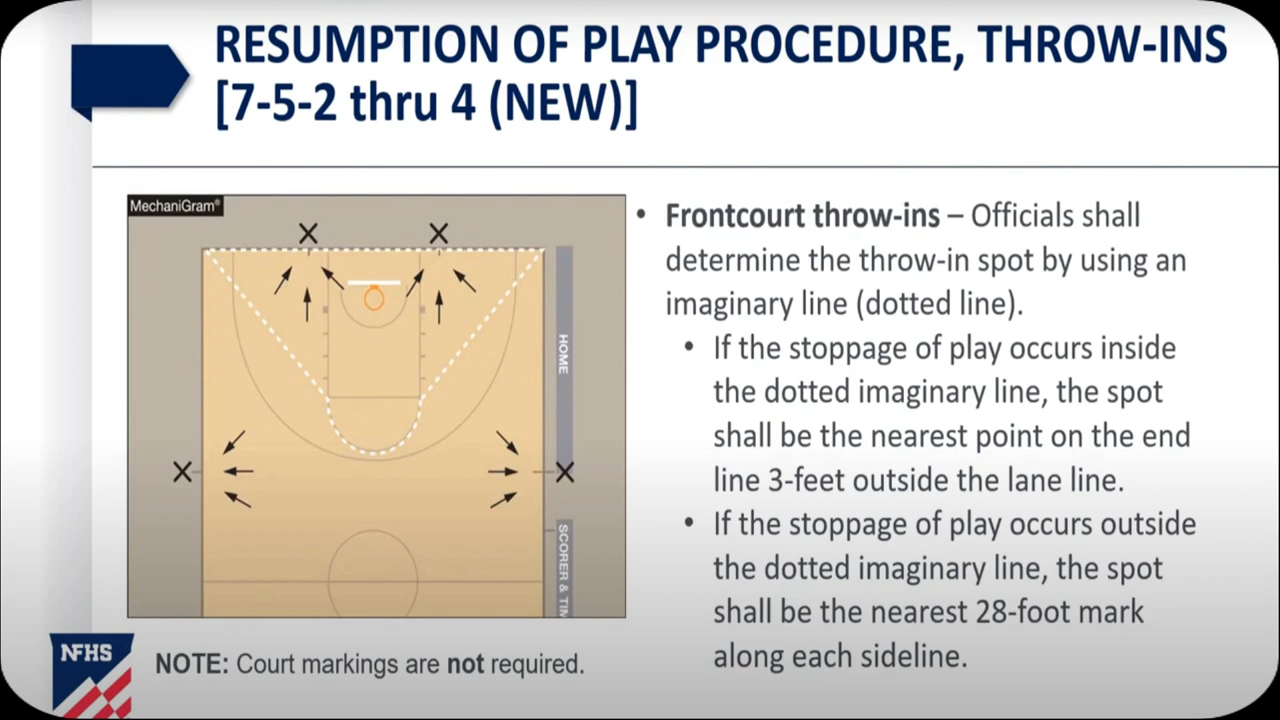 RESUMPTION OF PLAY PROCEDURE, THROW-INS
[7-5-2 thru 4 (NEW)]
MechaniGram®
HOME
SCORER & TIM
• Frontcourt throw-ins – Officials shall
determine the throw-in spot by using an
imaginary line (dotted line).
• If the stoppage of play occurs inside
the dotted imaginary line, the spot
shall be the nearest point on the end
line 3-feet outside the lane line.
• If the stoppage of play occurs outside
the dotted imaginary line, the spot
shall be the nearest 28-foot mark
along each sideline.
NFHS
NOTE: Court markings are not required.